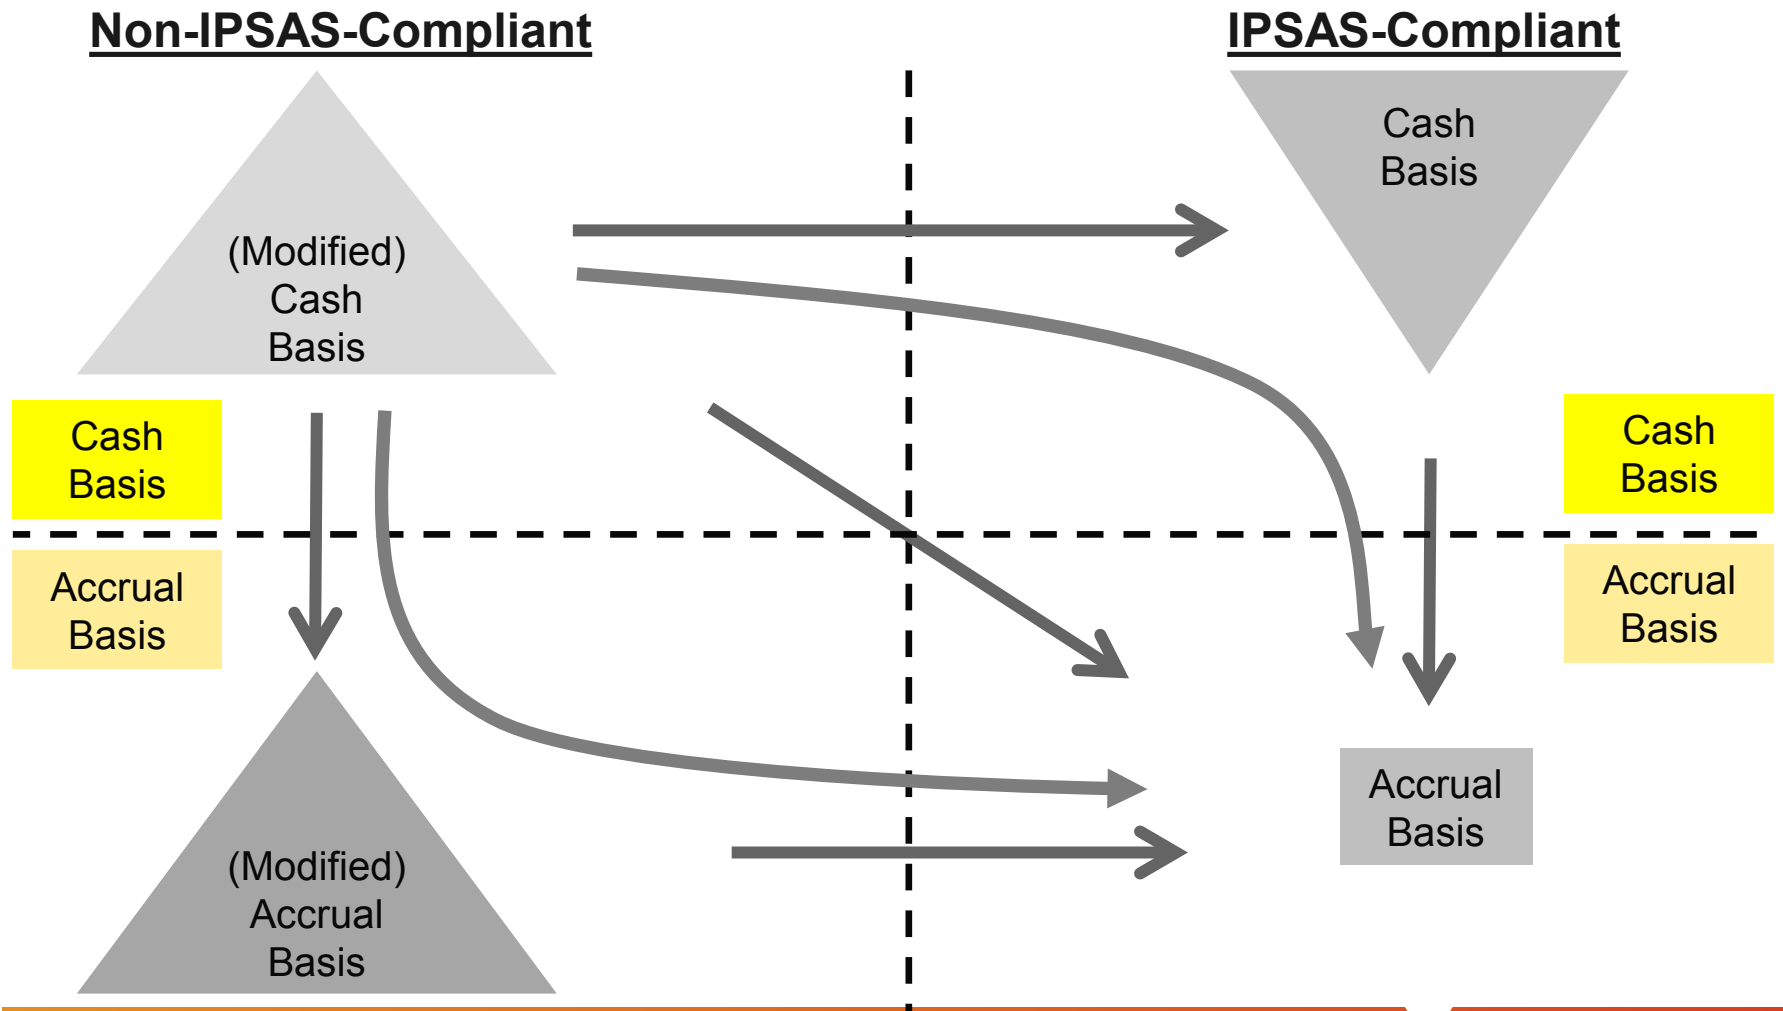 Non-IPSAS-Compliant
IPSAS-Compliant
Cash
Basis
(Modified)
Cash
Basis
Cash
Basis
Cash
Basis
Accrual
Basis
Accrual
Basis
Accrual
Basis
(Modified)
Accrual
Basis